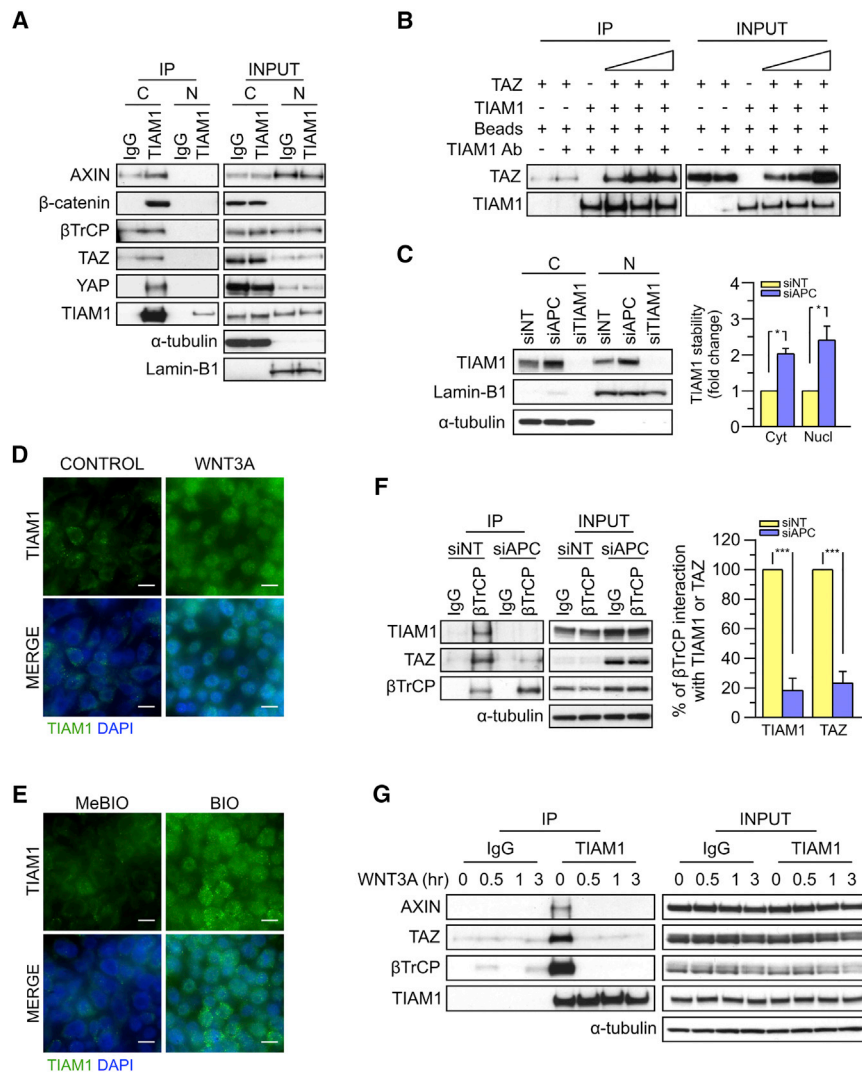 A
IP INPUT
C N C N
IgG TIAM1 IgG TIAM1 IgG TIAM1 IgG TIAM1
AXIN
β-catenin
βTrCP
TAZ
YAP
TIAM1
α-tubulin
Lamin-B1
B
IP INPUT
TAZ + + - + + + + + - + + +
TIAM1 - - + + + + - - + + + +
Beads + + + + + + + + + + + +
TIAM1 Ab - + + + + + - + + + + +
TAZ
TIAM1
C
C N
siNT siAPC siTIAM1 siNT siAPC siTIAM1
TIAM1
Lamin-B1
α-tubulin
siNT
siAPC
TIAM1 stability
(fold change)
4
3
2
1
0
* *
Cyt Nucl
D
CONTROL WNT3A
TIAM1
MERGE
TIAM1 DAPI
E
MeBIO BIO
TIAM1
MERGE
TIAM1 DAPI
F
IP INPUT
siNT siAPC siNT siAPC
IgG βTrCP IgG βTrCP IgG βTrCP IgG βTrCP
TIAM1
TAZ
βTrCP
α-tubulin
siNT
siAPC
% of βTrCP interaction
with TIAM1 or TAZ
120
100
80
60
40
20
0
*** ***
TIAM1 TAZ
G
IP INPUT
IgG TIAM1 IgG TIAM1
WNT3A (hr) 0 0.5 1 3 0 0.5 1 3 0 0.5 1 3 0 0.5 1 3
AXIN
TAZ
βTrCP
TIAM1
α-tubulin